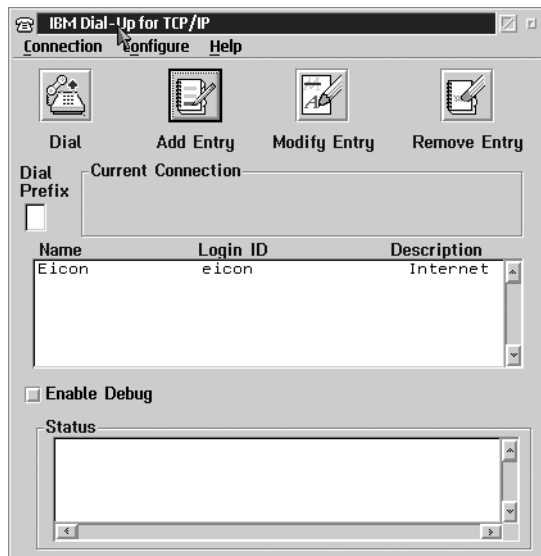 IBM Dial-Up for TCP/IP
Connection Configure Help
Dial Add Entry Modify Entry Remove Entry
Dial Prefix
Current Connection
Name Login ID Description
Eicon eicon Internet
Enable Debug
Status